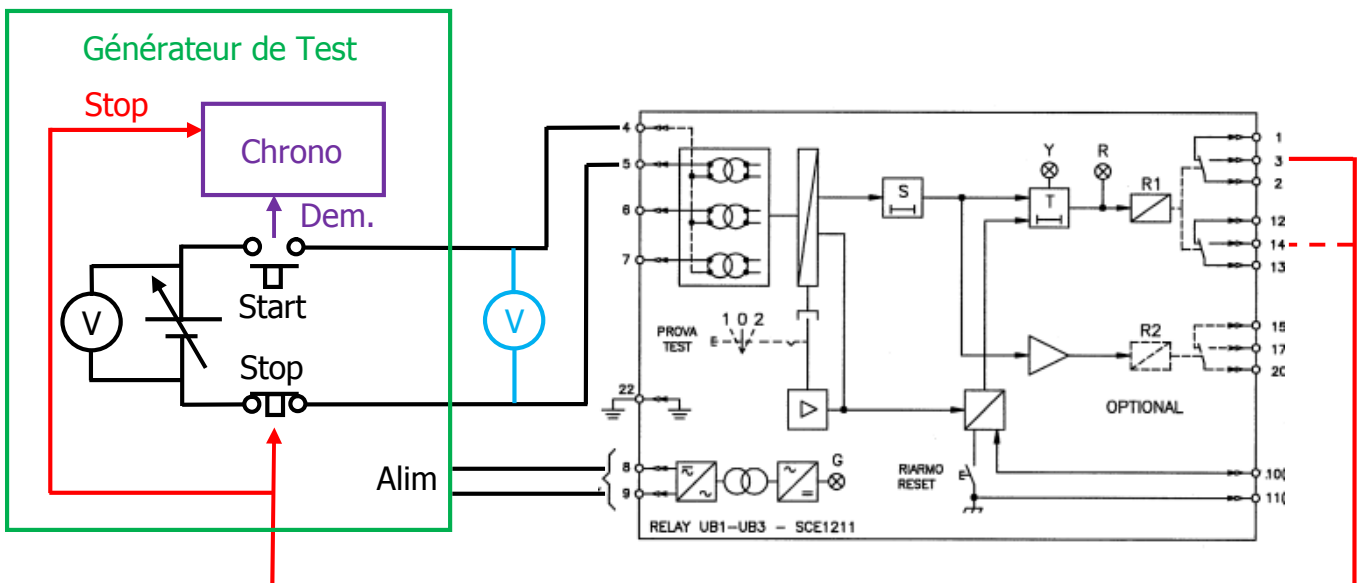 Générateur de Test
Stop
Chrono
Dem.
Start
V
Stop
Alim
V
4
5
6
7
22
8
9
PROVA
TEST
1 0 2
E
S
Y
R
T
R1
R2
OPTIONAL
G
RIARMO
RESET
E
RELAY UB1-UB3 - SCE1211
1
3
2
12
14
13
15
17
20
10(
11(